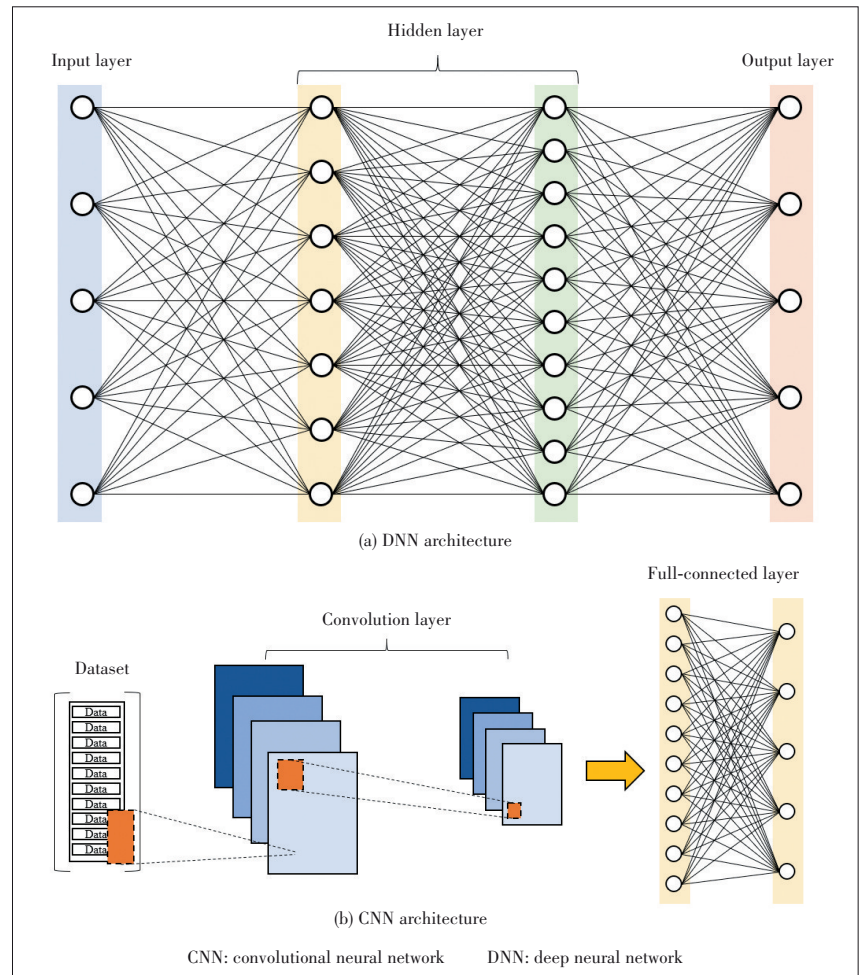 Hidden layer
Input layer
Output layer
(a) DNN architecture
Full-connected layer
Convolution layer
Dataset
Data
Data
Data
Data
Data
Data
Data
Data
Data
Data
(b) CNN architecture
CNN: convolutional neural network DNN: deep neural network